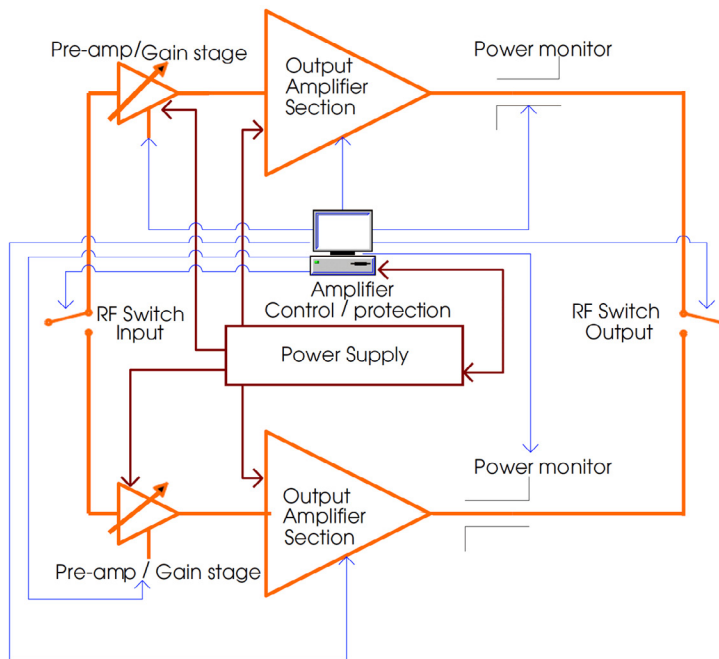 Pre-amp/Gain stage
Output
Amplifier
Section
Power monitor
Amplifier
Control / protection
RF Switch
Input
RF Switch
Output
Power Supply
Power monitor
Output
Amplifier
Section
Pre-amp / Gain stage